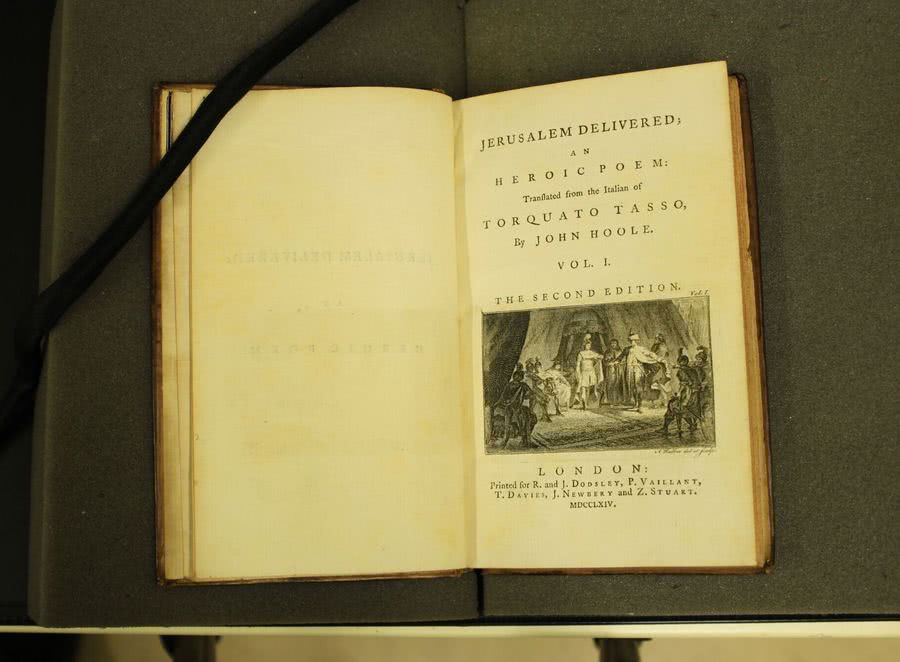 JERUSALEM DELIVERED;
AN
HEROIC POEM:
Tranſlated from the Italian of
TORQUATO TASSO,
By JOHN HOOLE.
VOL. I.
THE SECOND EDITION.
Vol. I.
LONDON:
Printed for R. and J. DODSLEY, P. VAILLANT,
T. DAVIES, J. NEWBERY and Z. STUART.
MDCCLXIV.